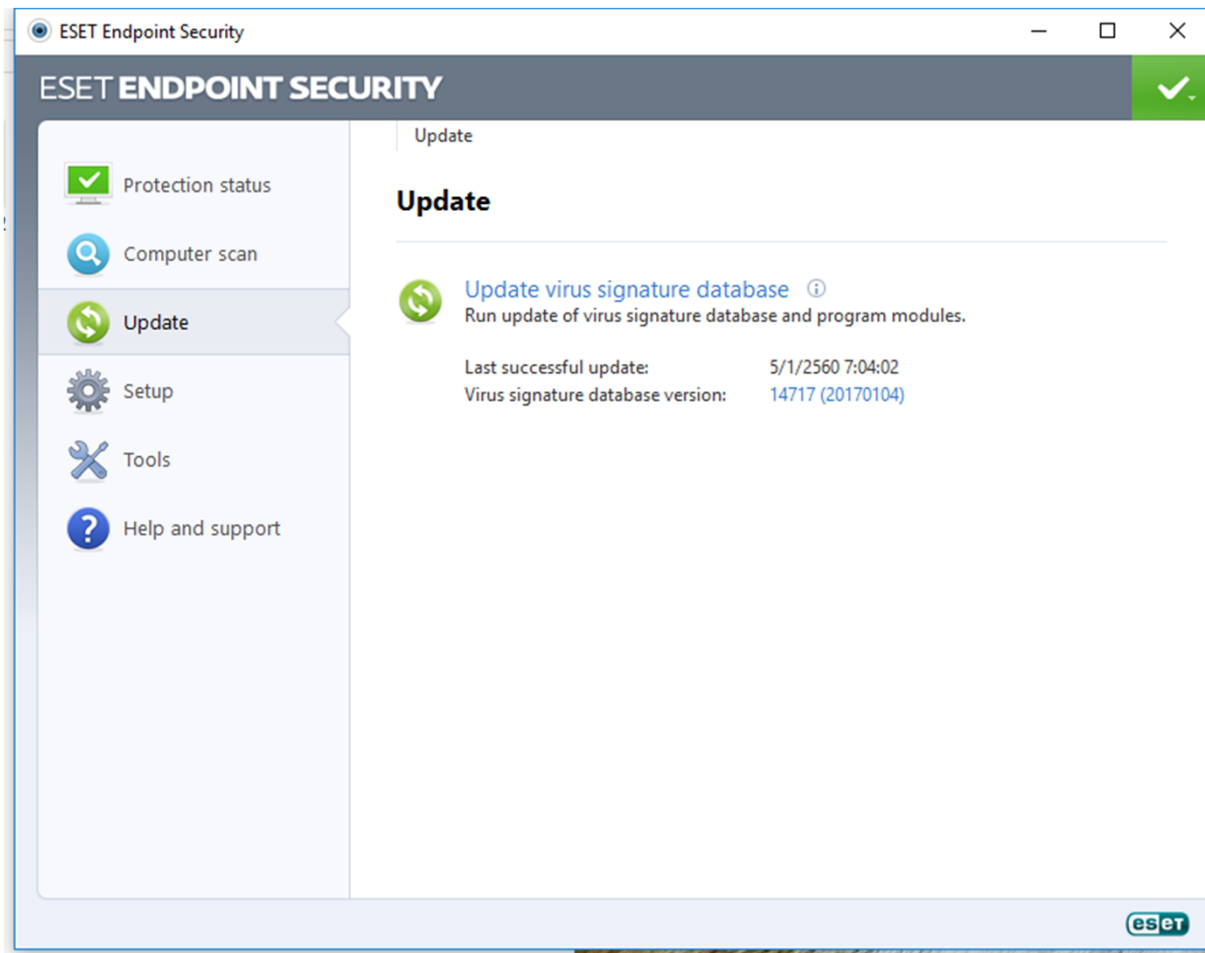 ESET Endpoint Security
ESET ENDPOINT SECURITY
Update
Protection status
Computer scan
Update
Setup
Tools
Help and support
Update
Update virus signature database
Run update of virus signature database and program modules.
Last successful update: 5/1/2560 7:04:02
Virus signature database version: 14717 (20170104)
eset